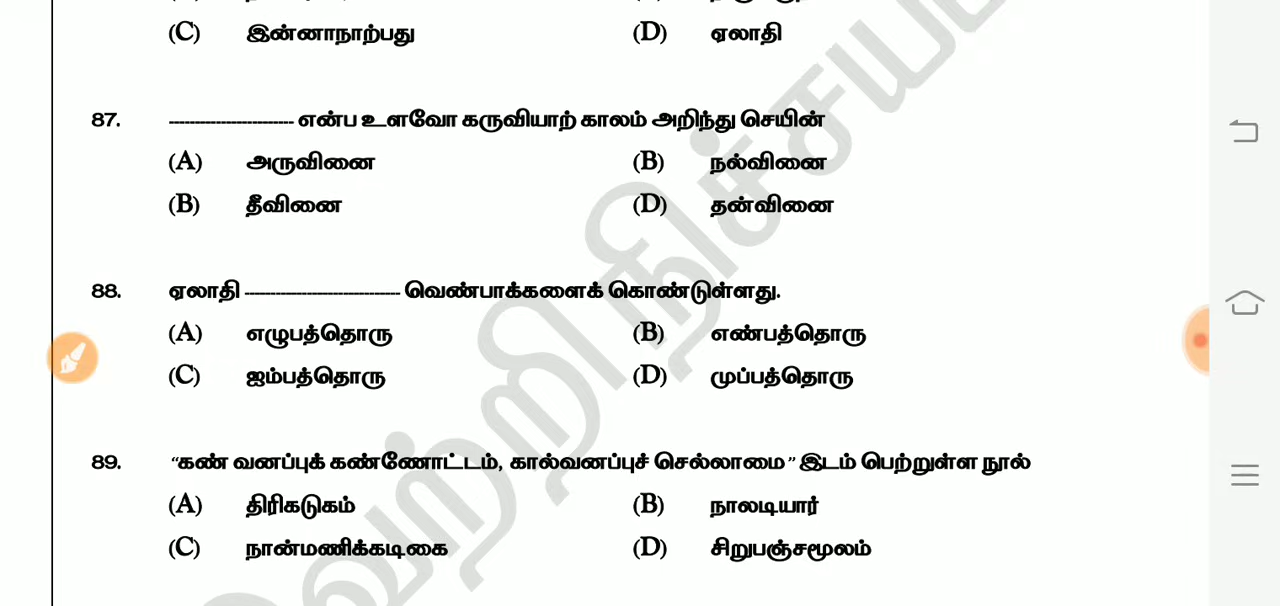 (C) இன்னாநாற்பது (D) ஏலாதி
87. ------------------------ என்ப உளவோ கருவியாற் காலம் அறிந்து செயின்
(A) அருவினை (B) நல்வினை
(B) தீவினை (D) தன்வினை
88. ஏலாதி ------------------------------ வெண்பாக்களைக் கொண்டுள்ளது.
(A) எழுபத்தொரு (B) எண்பத்தொரு
(C) ஐம்பத்தொரு (D) முப்பத்தொரு
89. “கண் வனப்புக் கண்ணோட்டம், கால்வனப்புச் செல்லாமை” இடம் பெற்றுள்ள நூல்
(A) திரிகடுகம் (B) நாலடியார்
(C) நான்மணிக்கடிகை (D) சிறுபஞ்சமூலம்
வெற்றி நிச்சய